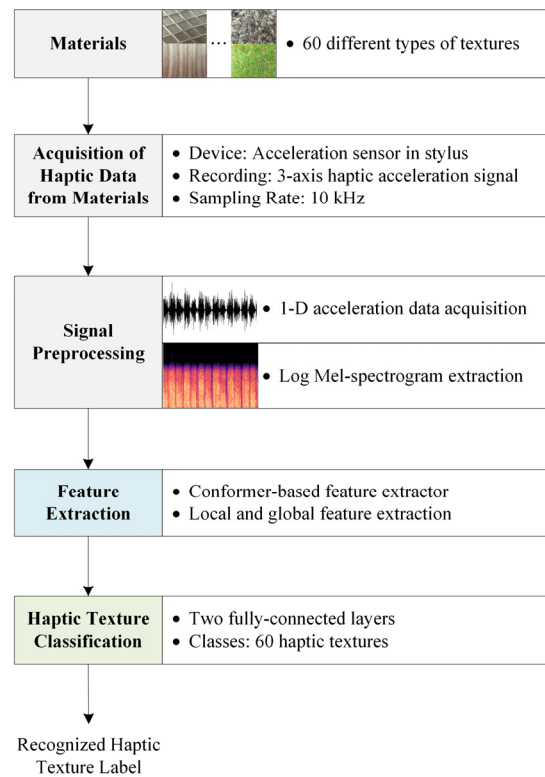 Materials
...
• 60 different types of textures
Acquisition of
Haptic Data
from Materials
• Device: Acceleration sensor in stylus
• Recording: 3-axis haptic acceleration signal
• Sampling Rate: 10 kHz
Signal
Preprocessing
• 1-D acceleration data acquisition
• Log Mel-spectrogram extraction
Feature
Extraction
• Conformer-based feature extractor
• Local and global feature extraction
Haptic Texture
Classification
• Two fully-connected layers
• Classes: 60 haptic textures
Recognized Haptic
Texture Label